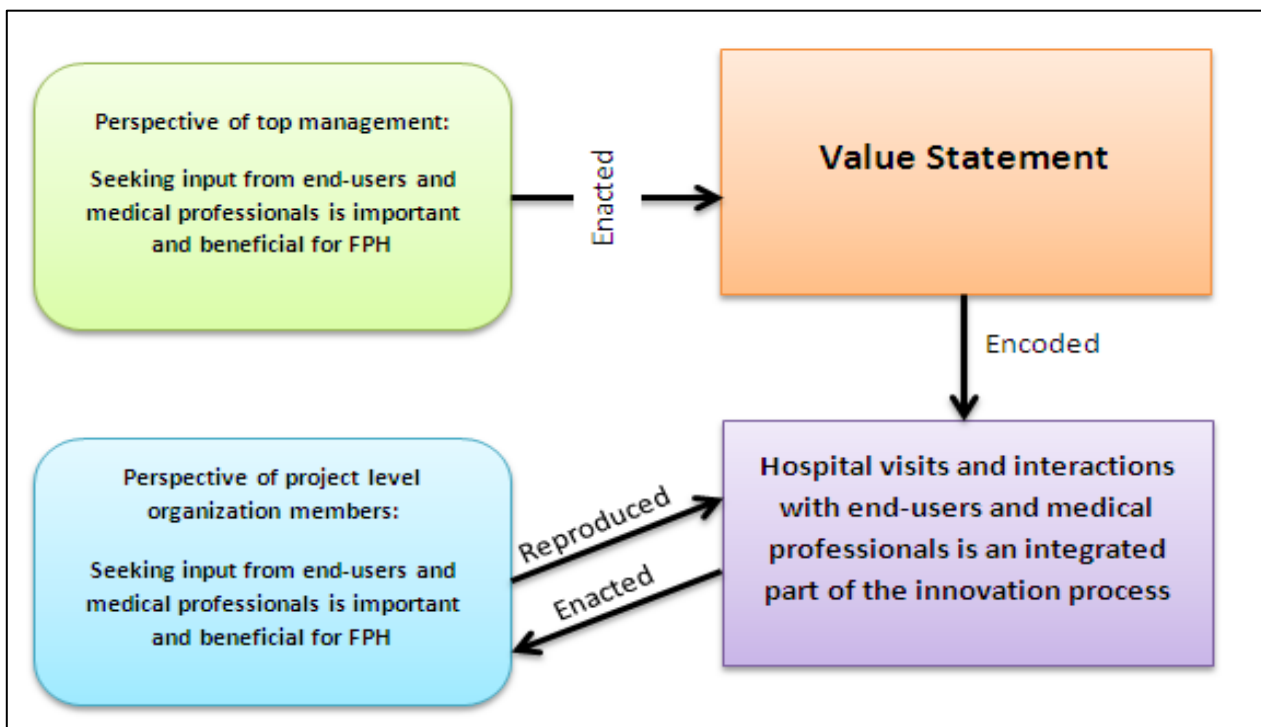 Perspective of top management:
Seeking input from end-users and
medical professionals is important
and beneficial for FPH
Enacted
Value Statement
Encoded
Perspective of project level
organization members:
Seeking input from end-users and
medical professionals is important
and beneficial for FPH
Reproduced
Enacted
Hospital visits and interactions
with end-users and medical
professionals is an integrated
part of the innovation process